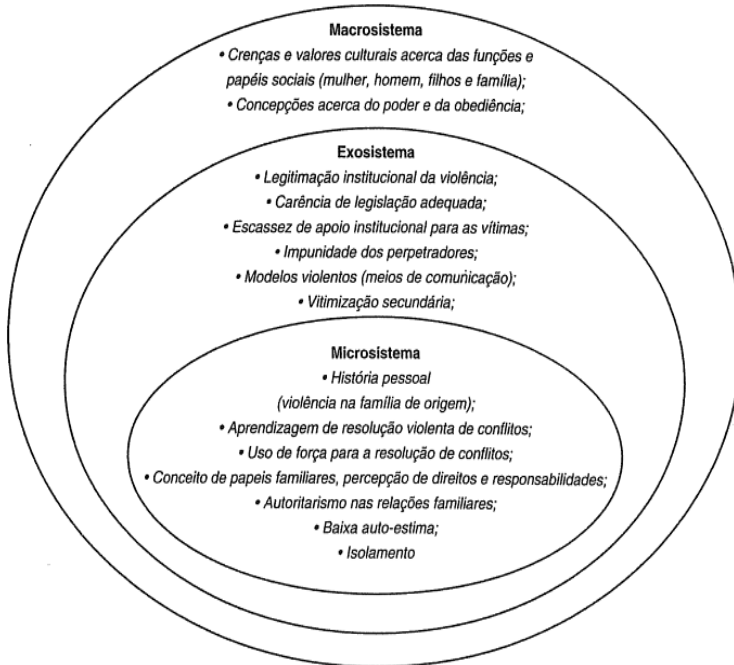 Macrosistema
• Crenças e valores culturais acerca das funções e
papéis sociais (mulher, homem, filhos e família);
• Concepções acerca do poder e da obediência;
Exosistema
• Legitimação institucional da violência;
• Carência de legislação adequada;
• Escassez de apoio institucional para as vítimas;
• Impunidade dos perpetradores;
• Modelos violentos (meios de comunicação);
• Vitimização secundária;
Microsistema
• História pessoal
(violência na família de origem);
• Aprendizagem de resolução violenta de conflitos;
• Uso de força para a resolução de conflitos;
• Conceito de papeis familiares, percepção de direitos e responsabilidades;
• Autoritarismo nas relações familiares;
• Baixa auto-estima;
• Isolamento